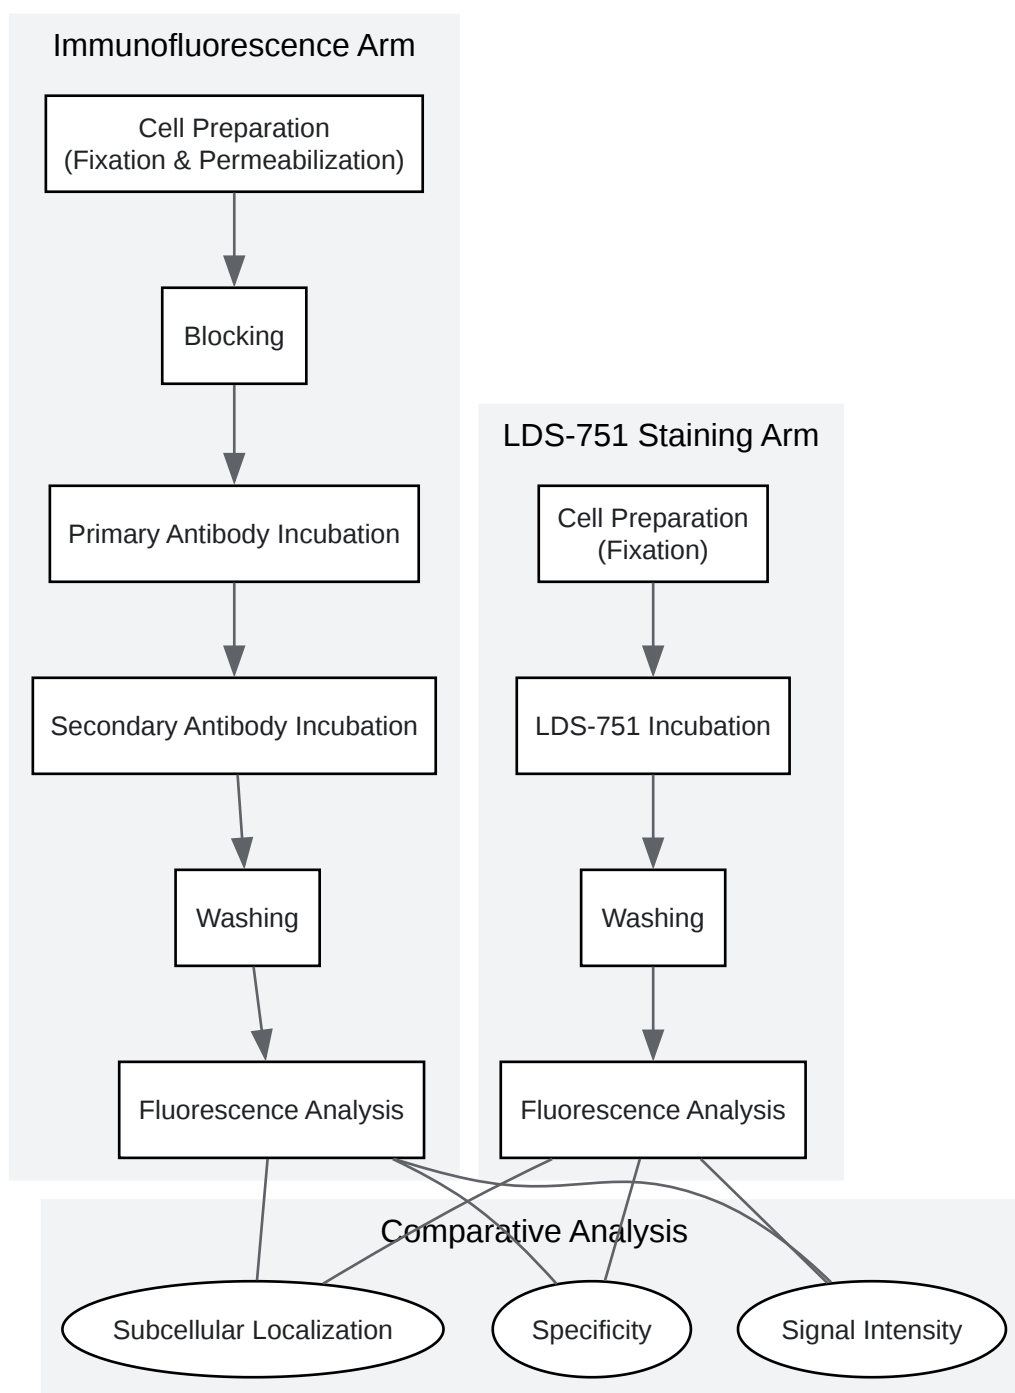 Immunofluorescence Arm
Cell Preparation
(Fixation & Permeabilization)
Blocking
Primary Antibody Incubation
Secondary Antibody Incubation
Washing
Fluorescence Analysis
LDS-751 Staining Arm
Cell Preparation
(Fixation)
LDS-751 Incubation
Washing
Fluorescence Analysis
Comparative Analysis
Subcellular Localization
Specificity
Signal Intensity